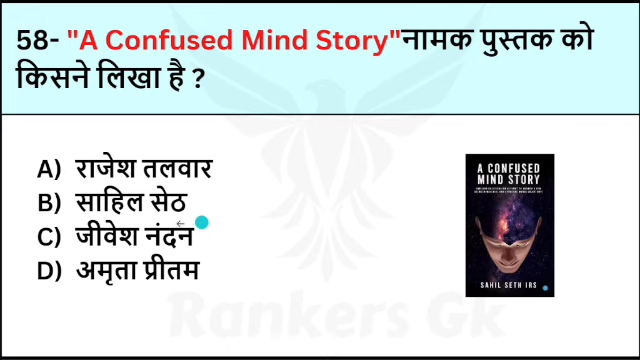 58- "A Confused Mind Story"नामक पुस्तक को
किसने लिखा है ?
A) राजेश तलवार
B) साहिल सेठ
C) जीवेश नंदन
D) अमृता प्रीतम
A CONFUSED
MIND STORY
SAHIL SETH IRS
Rankers Gk